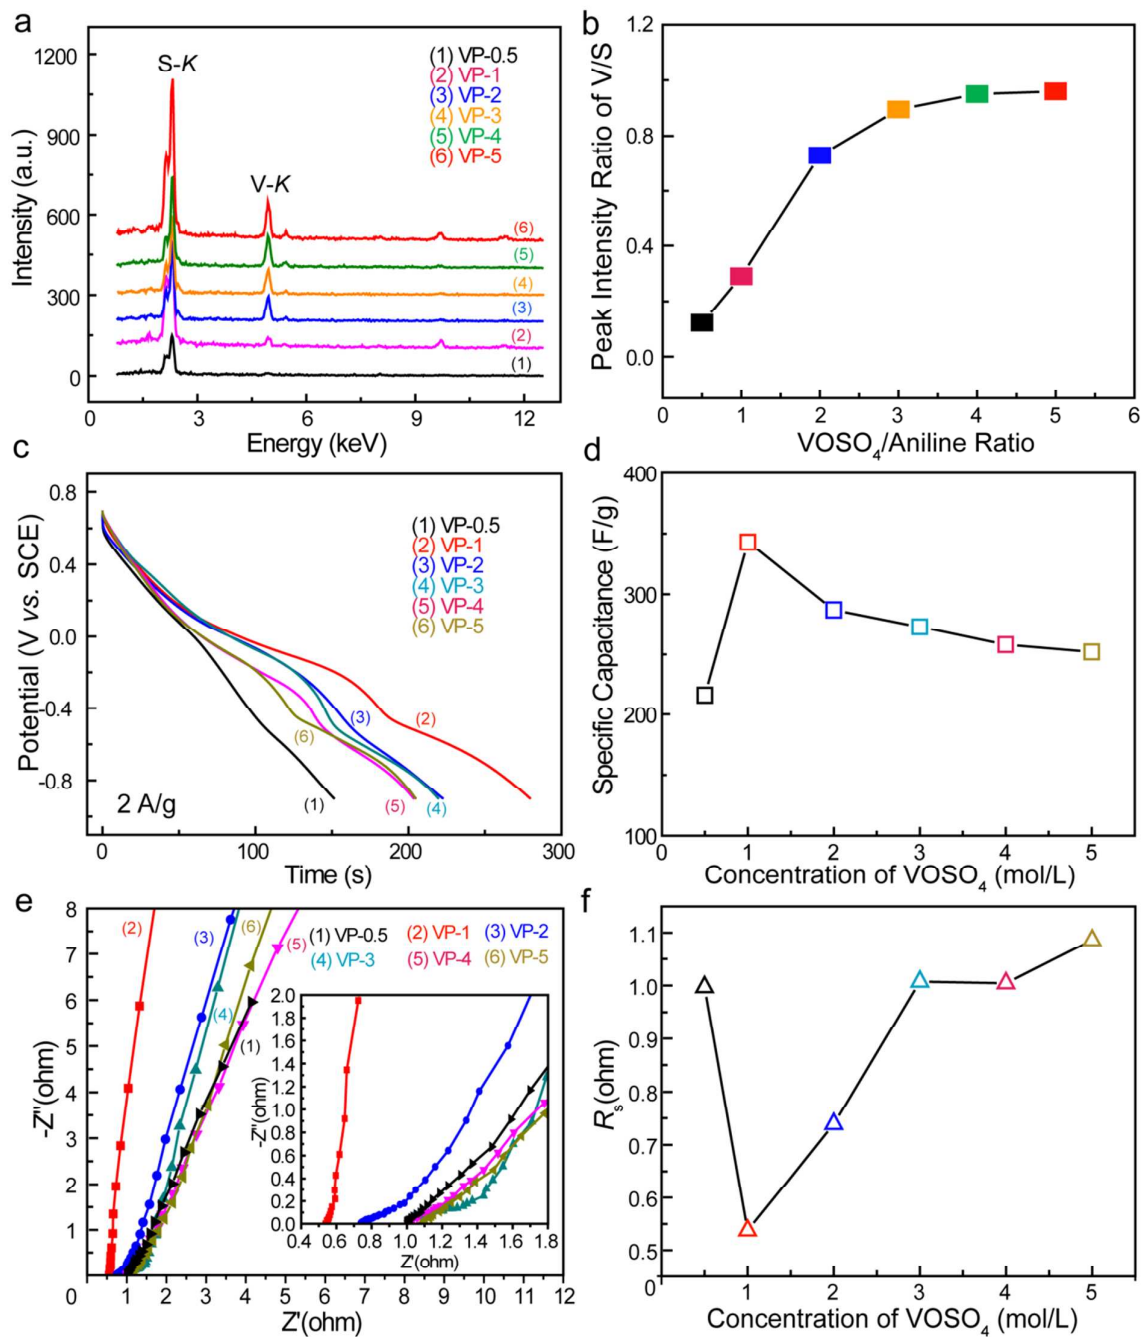 a
1200
900
600
300
0
Intensity (a.u.)
S-K
V-K
(1) VP-0.5
(2) VP-1
(3) VP-2
(4) VP-3
(5) VP-4
(6) VP-5
(6)
(5)
(4)
(3)
(2)
(1)
0 3 6 9 12
Energy (keV)
b
1.2
0.8
0.4
0.0
Peak Intensity Ratio of V/S
0 1 2 3 4 5 6
VOSO₄/Aniline Ratio
c
0.8
0.4
0.0
-0.4
-0.8
Potential (V vs. SCE)
(1) VP-0.5
(2) VP-1
(3) VP-2
(4) VP-3
(5) VP-4
(6) VP-5
(2)
(3)
(6)
(1)
(5)
(4)
2 A/g
0 100 200 300
Time (s)
d
400
300
200
100
Specific Capacitance (F/g)
0 1 2 3 4 5
Concentration of VOSO₄ (mol/L)
e
8
7
6
5
4
3
2
1
0
-Z''(ohm)
(1) VP-0.5 (2) VP-1 (3) VP-2
(4) VP-3 (5) VP-4 (6) VP-5
(2)
(3)
(6)
(5)
(4)
(1)
2.0
1.8
1.4
1.2
1.0
0.8
0.6
0.4
0.2
0.0
-Z''(ohm)
0.4 0.6 0.8 1.0 1.2 1.4 1.6 1.8
Z'(ohm)
1 2 3 4 5 6 7 8 9 10 11 12
Z'(ohm)
f
1.1
1.0
0.9
0.8
0.7
0.6
0.5
0
Rₛ(ohm)
1 2 3 4 5
Concentration of VOSO₄ (mol/L)